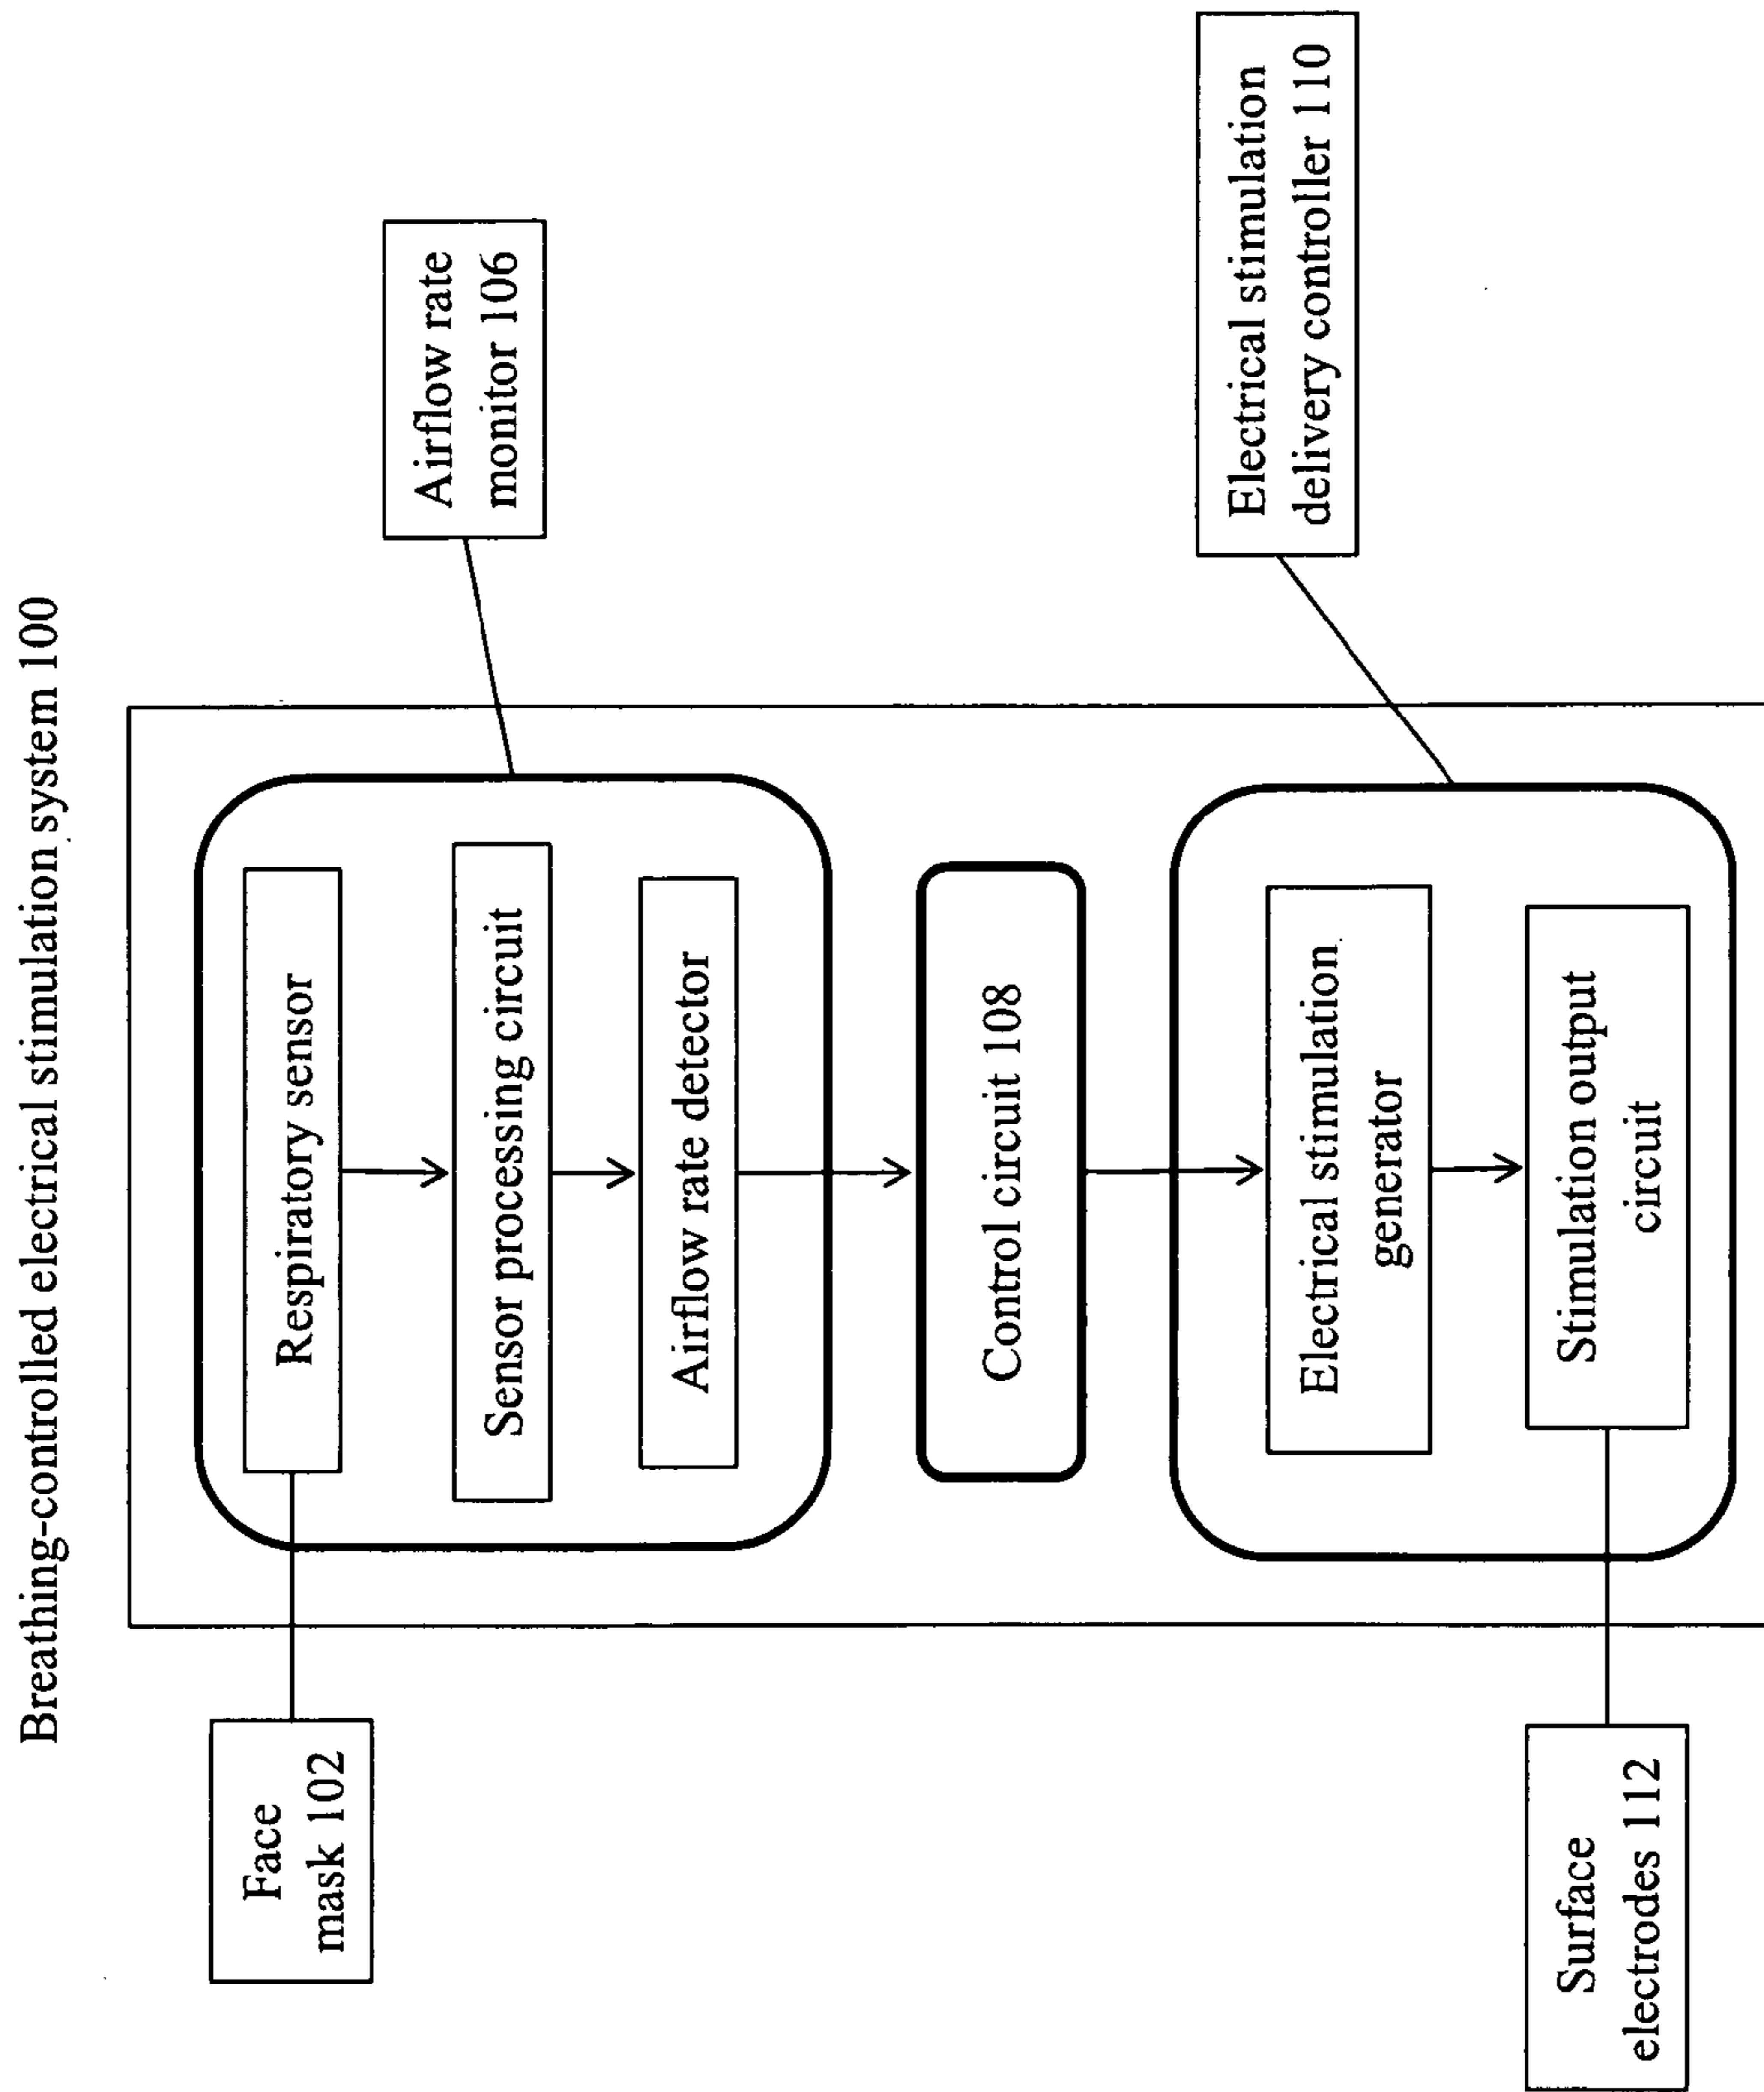 Breathing-controlled electrical stimulation system 100
Face
mask 102
Respiratory sensor
Sensor processing circuit
Airflow rate detector
Airflow rate
monitor 106
Control circuit 108
Electrical stimulation
generator
Stimulation output
circuit
Electrical stimulation
delivery controller 110
Surface
electrodes 112